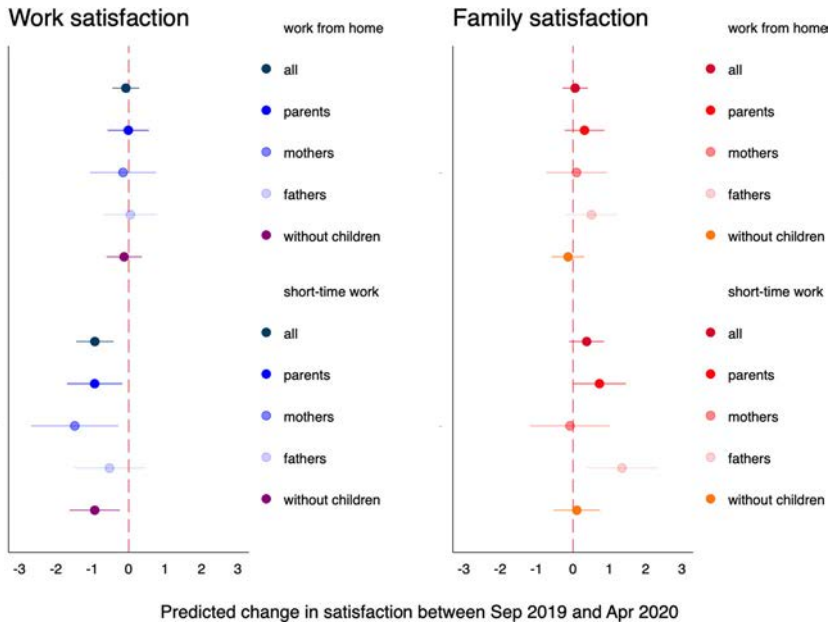 Work satisfaction
work from home
all
parents
mothers
fathers
without children
short-time work
all
parents
mothers
fathers
without children
-3 -2 -1 0 1 2 3
Family satisfaction
work from home
all
parents
mothers
fathers
without children
short-time work
all
parents
mothers
fathers
without children
-3 -2 -1 0 1 2 3
Predicted change in satisfaction between Sep 2019 and Apr 2020